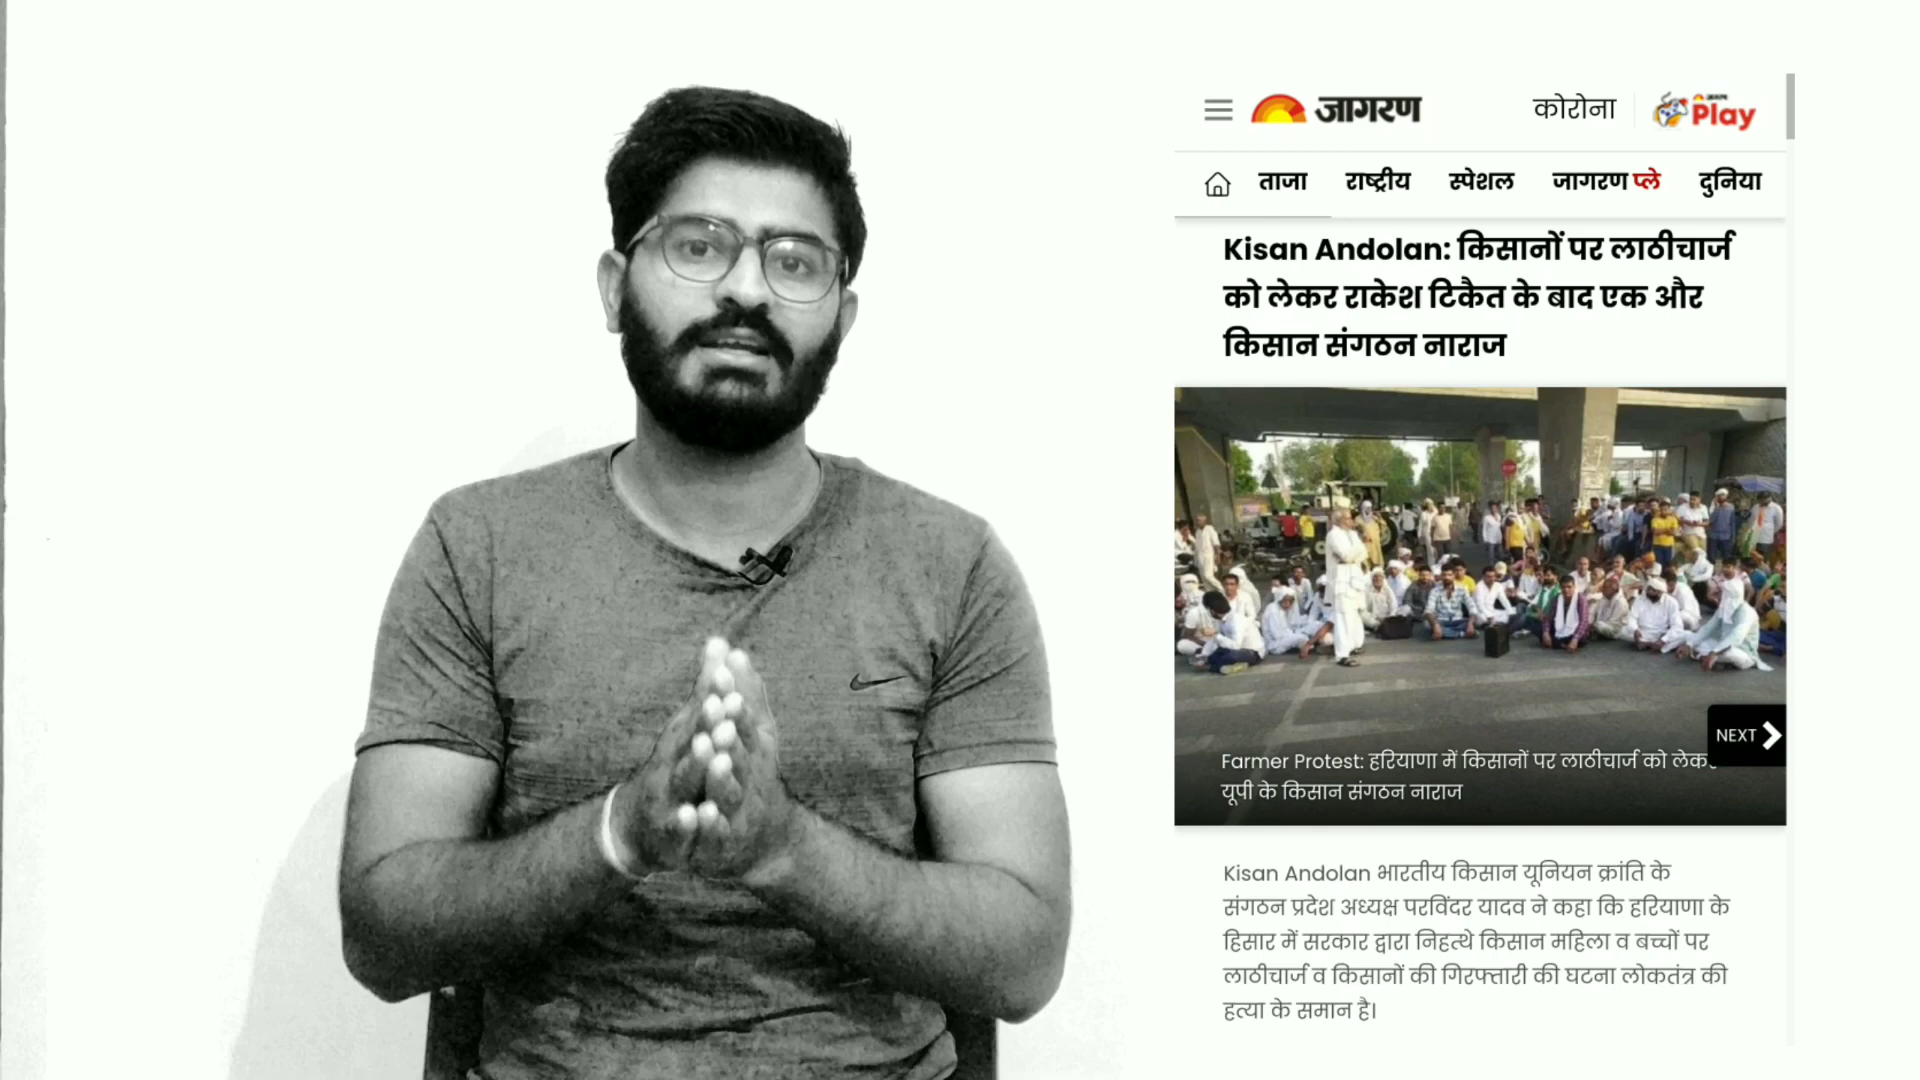 जागरण
कोरोना
Play
ताजा राष्ट्रीय स्पेशल जागरण प्ले दुनिया
Kisan Andolan: किसानों पर लाठीचार्ज
को लेकर राकेश टिकैत के बाद एक और
किसान संगठन नाराज
NEXT
Farmer Protest: हरियाणा में किसानों पर लाठीचार्ज को
यूपी के किसान संगठन नाराज
Kisan Andolan भारतीय किसान यूनियन क्रांति के
संगठन प्रदेश अध्यक्ष परविंदर यादव ने कहा कि हरियाणा के
हिसार में सरकार द्वारा निहत्थे किसान महिला व बच्चों पर
लाठीचार्ज व किसानों की गिरफ्तारी की घटना लोकतंत्र की
हत्या के समान है।